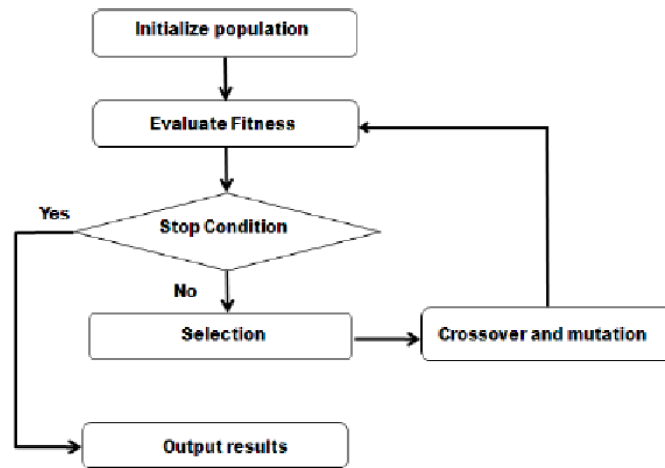 Initialize population
Evaluate Fitness
Yes
Stop Condition
No
Selection
Crossover and mutation
Output results